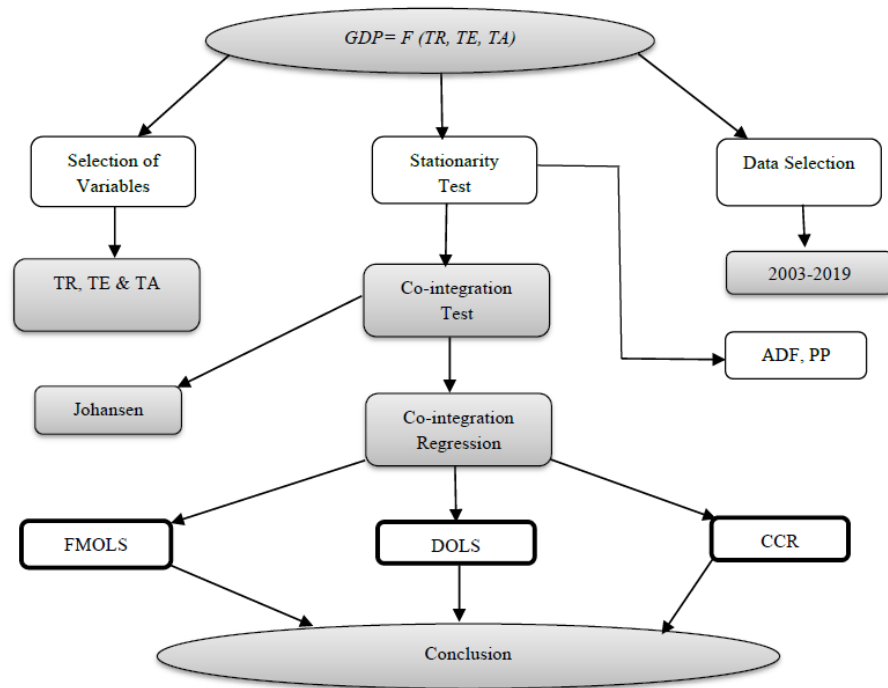 GDP= F (TR, TE, TA)
Selection of
Variables
Stationarity
Test
Data Selection
TR, TE & TA
Co-integration
Test
2003-2019
ADF, PP
Johansen
Co-integration
Regression
FMOLS
DOLS
CCR
Conclusion